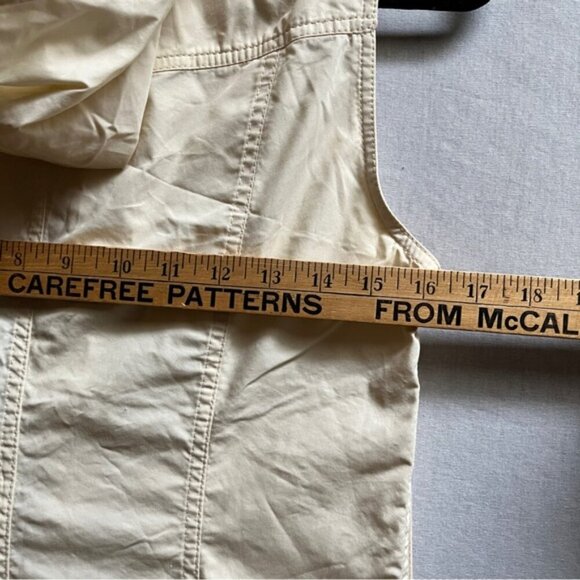 8 9 10 11 12 13 14 15 16 17 18
CAREFREE PATTERNS FROM McCAL